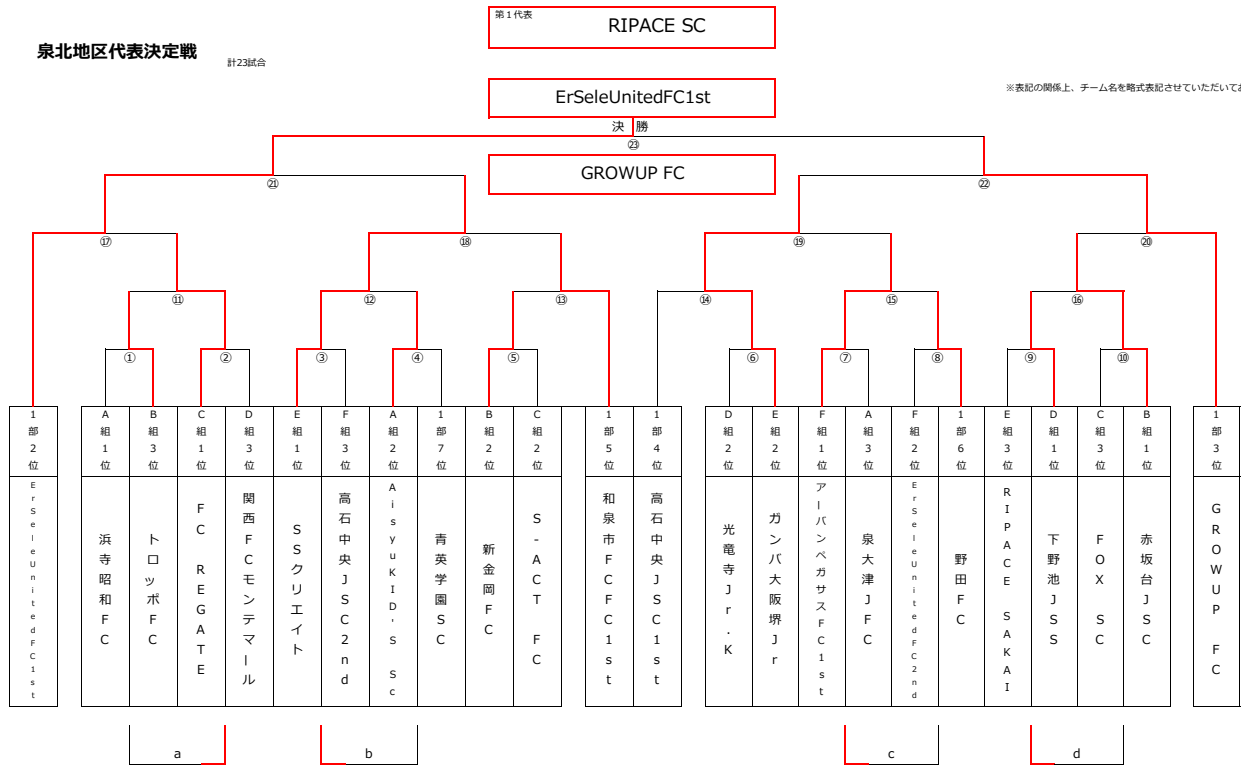 第１代表
RIPACE SC
泉北地区代表決定戦
計23試合
ErSeleUnitedFC1st
※表記の関係上、チーム名を略式表記させていただいてお
決 勝
㉓
GROWUP FC
㉑ ㉒
⑰ ⑱ ⑲ ⑳
⑪ ⑫ ⑬ ⑭ ⑮ ⑯
① ② ③ ④ ⑤ ⑥ ⑦ ⑧ ⑨ ⑩
1部2位
A組1位
B組3位
C組1位
D組3位
E組1位
F組3位
A組2位
1部7位
B組2位
C組2位
1部5位
1部4位
D組2位
E組2位
F組1位
A組3位
F組2位
1部6位
E組3位
D組1位
C組3位
B組1位
1部3位
ErSeleUnitedFC1st
浜寺昭和FC
トロッポFC
FC REGATE
関西FCモンテマール
SSクリエイト
高石中央JSC2nd
AisyuKID'S Sc
青英学園SC
新金岡FC
S-ACT FC
和泉市FCFC1st
高石中央JSC1st
光竜寺Jr.K
ガンバ大阪堺Jr
アーバンペガサスFC1st
泉大津JFC
ErSeleUnitedFC2nd
野田FC
RIPACE SAKAI
下野池JSS
FOX SC
赤坂台JSC
GROWUP FC
a b c d